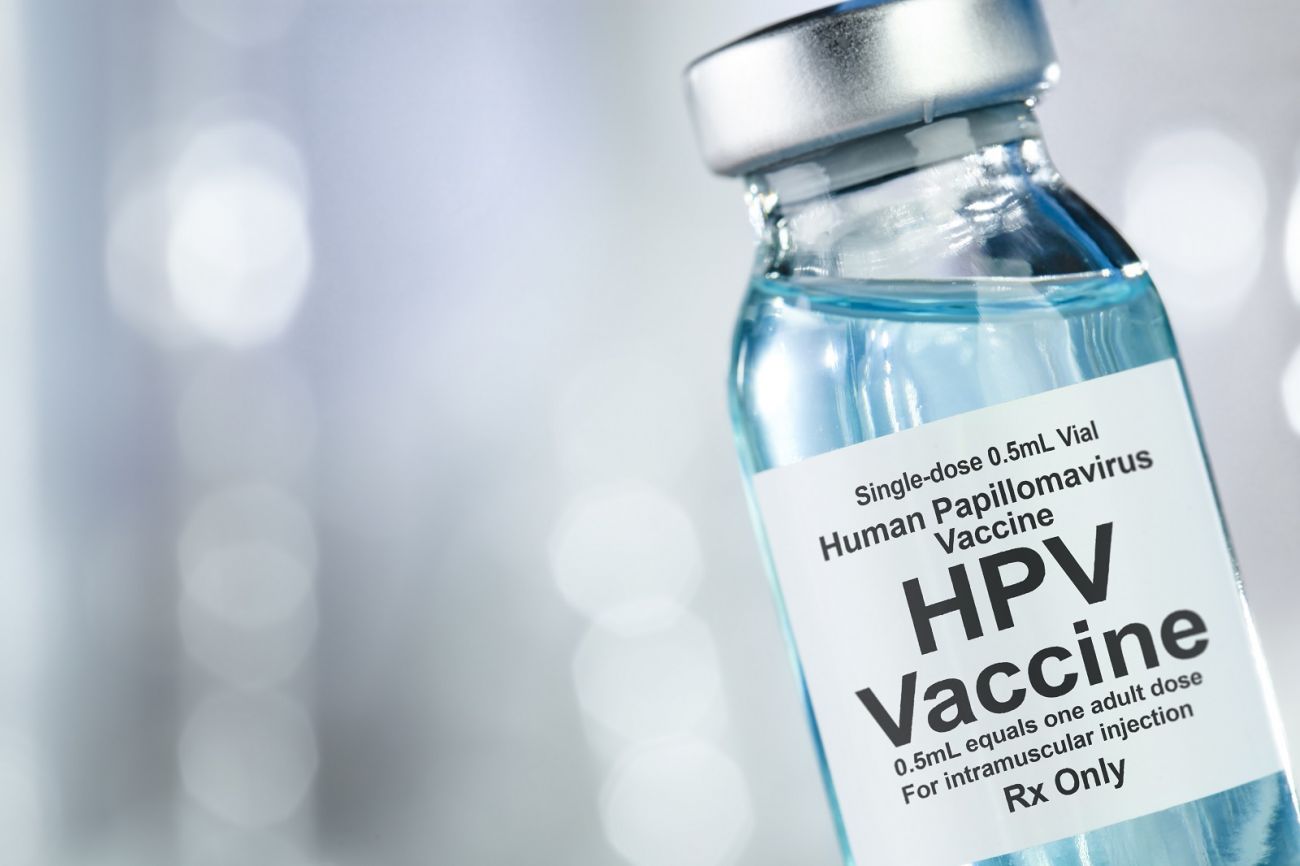 Single-dose 0.5mL Vial
Human Papillomavirus
Vaccine
HPV
Vaccine
0.5mL equals one adult dose
For intramuscular injection
Rx Only